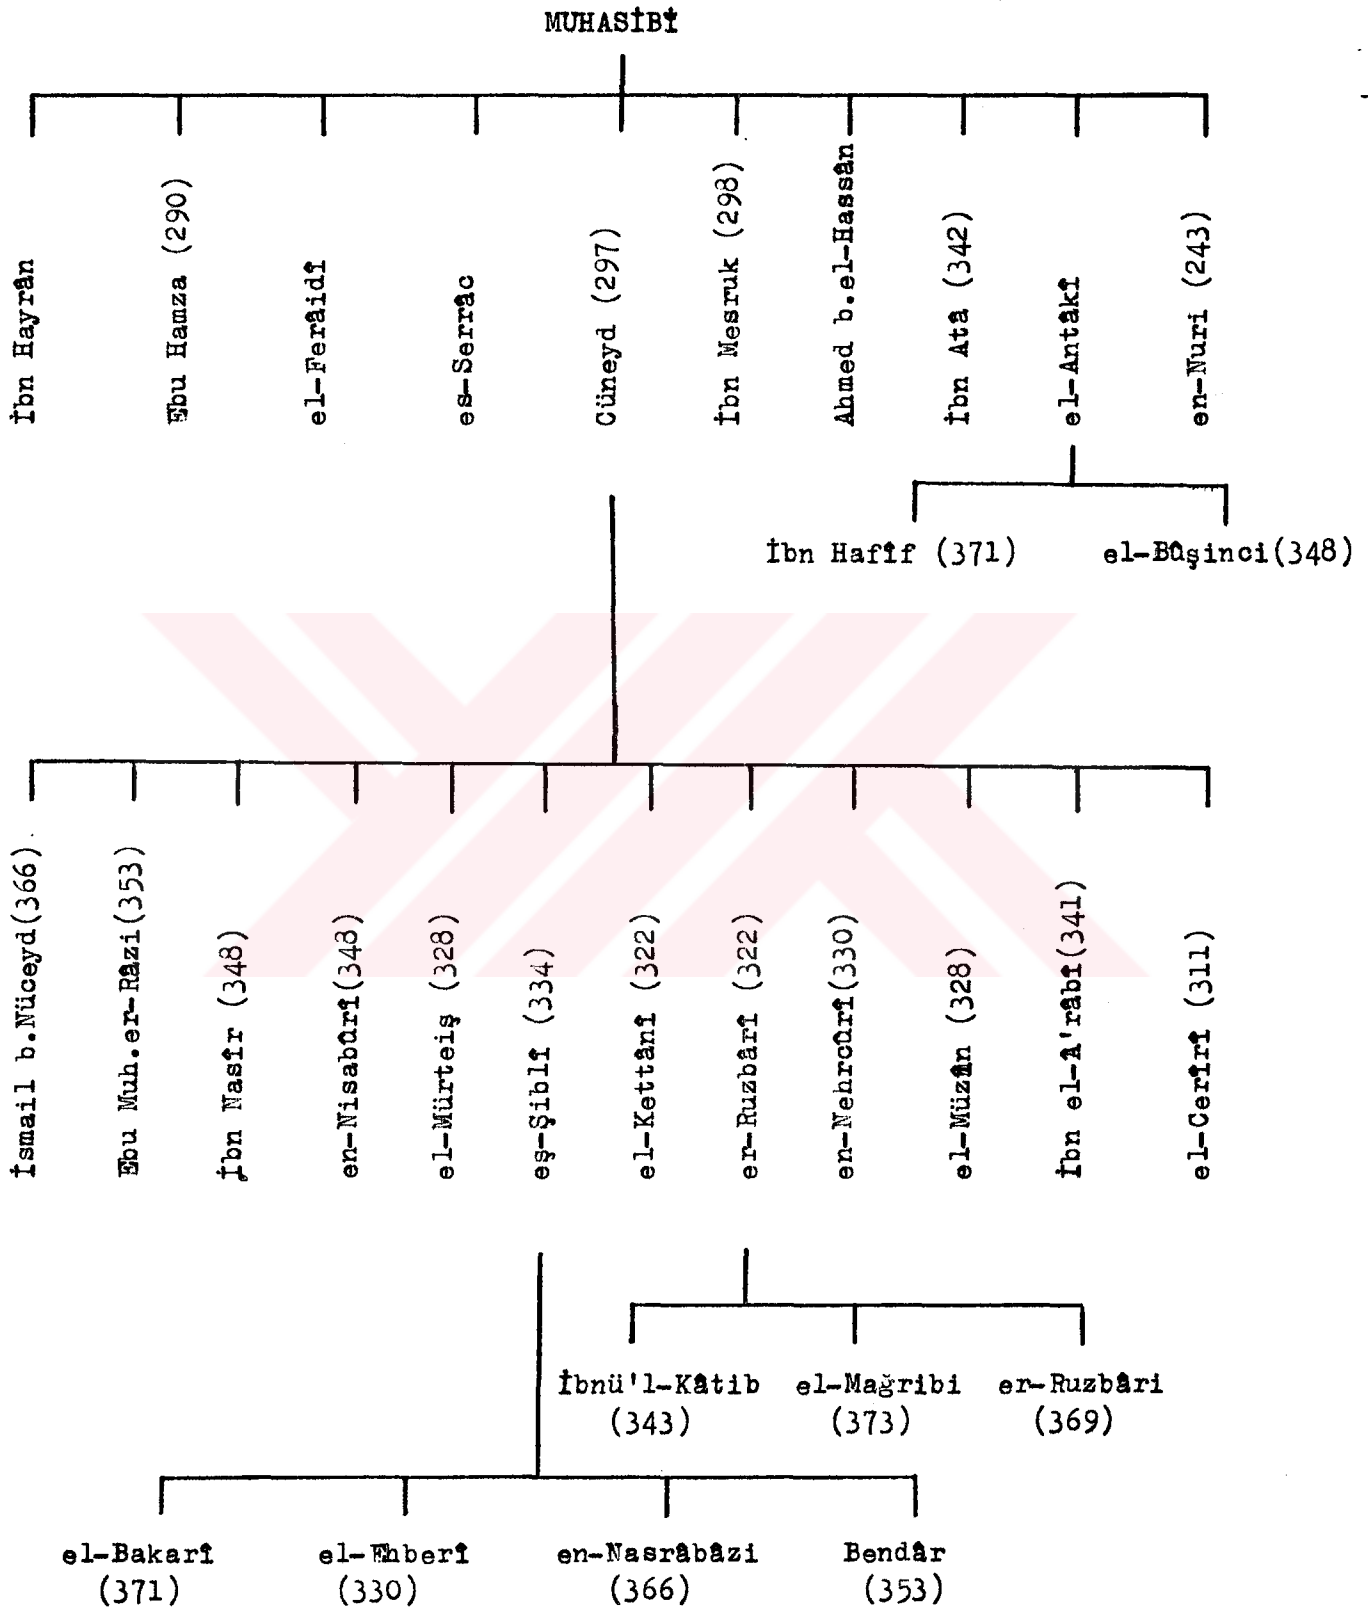 MUHASİBÎ
İbn Hayrân
Ebu Hamza (290)
el-Ferâidî
es-Serrâc
Cüneyd (297)
İbn Mesruk (298)
Ahmed b.el-Hassân
İbn Atâ (342)
el-Antâkî
en-Nuri (243)
İbn Hafîf (371)
el-Bûşinci(348)
İsmail b.Nüceyd(366)
Ebu Muh.er-Râzi(353)
İbn Nasîr (348)
en-Nisabûrî(348)
el-Mürteiş (328)
eş-Şiblî (334)
el-Kettânî (322)
er-Ruzbârî (322)
en-Nehrcûrî(330)
el-Müzîn (328)
İbn el-A'râbî(341)
el-Cerîrî (311)
İbnü'l-Kâtib
(343)
el-Mağribi
(373)
er-Ruzbâri
(369)
el-Bakarî
(371)
el-Ehberî
(330)
en-Nasrâbâzi
(366)
Bendâr
(353)